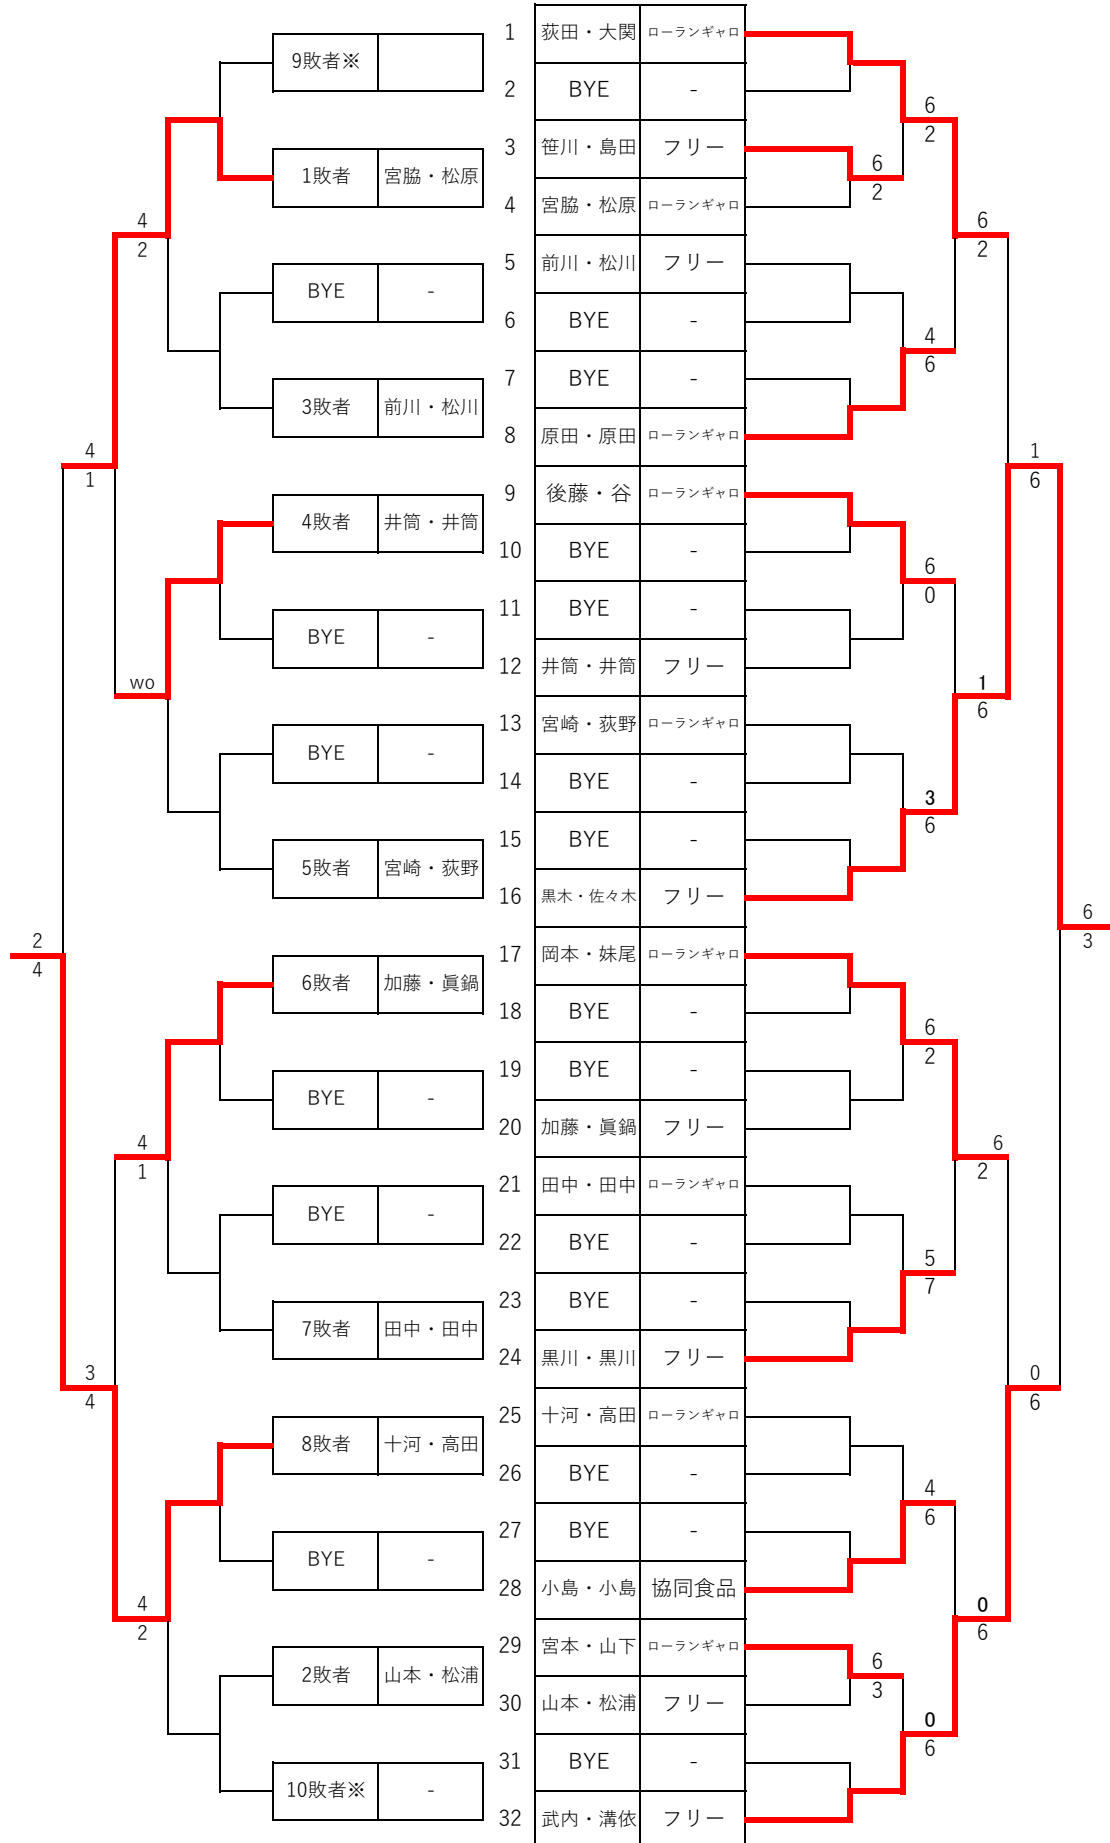 1 荻田・大関 ローランギャロ
9敗者※
2 BYE -
6
2
3 笹川・島田 フリー
6
2
1敗者 宮脇・松原
4 宮脇・松原 ローランギャロ
4
2
6
2
5 前川・松川 フリー
BYE -
6 BYE -
4
6
7 BYE -
3敗者 前川・松川
8 原田・原田 ローランギャロ
4
1
1
6
9 後藤・谷 ローランギャロ
4敗者 井筒・井筒
10 BYE -
6
0
11 BYE -
BYE -
12 井筒・井筒 フリー
wo
1
6
13 宮崎・荻野 ローランギャロ
BYE -
14 BYE -
3
6
15 BYE -
5敗者 宮崎・荻野
16 黒木・佐々木 フリー
2
4
6
3
17 岡本・妹尾 ローランギャロ
6敗者 加藤・眞鍋
18 BYE -
6
2
19 BYE -
BYE -
20 加藤・眞鍋 フリー
4
1
6
2
21 田中・田中 ローランギャロ
BYE -
22 BYE -
5
7
23 BYE -
7敗者 田中・田中
24 黒川・黒川 フリー
3
4
0
6
25 十河・高田 ローランギャロ
8敗者 十河・高田
26 BYE -
4
6
27 BYE -
BYE -
28 小島・小島 協同食品
4
2
0
6
29 宮本・山下 ローランギャロ
6
3
2敗者 山本・松浦
30 山本・松浦 フリー
0
6
31 BYE -
10敗者※ -
32 武内・溝依 フリー